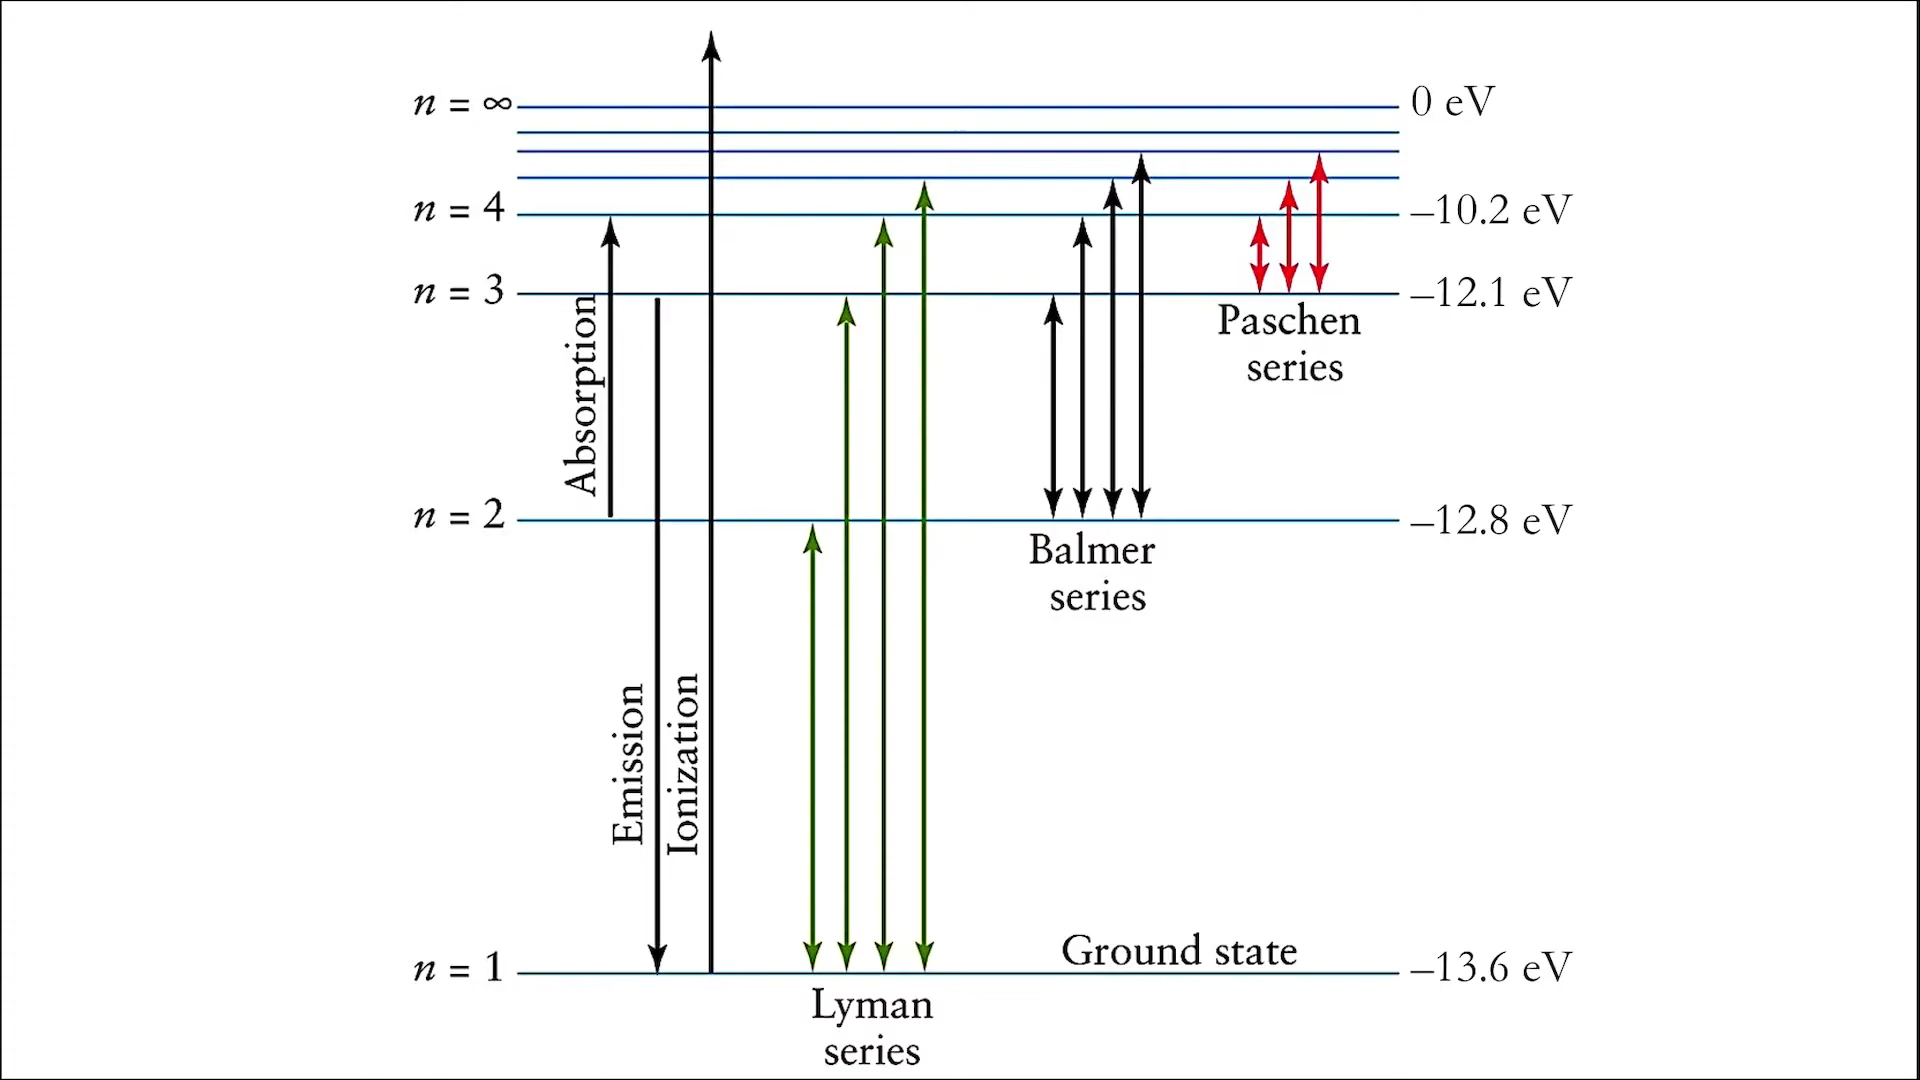 n = ∞
0 eV
n = 4
–10.2 eV
n = 3
–12.1 eV
Absorption
Paschen
series
n = 2
–12.8 eV
Balmer
series
Emission
Ionization
Ground state
n = 1
–13.6 eV
Lyman
series